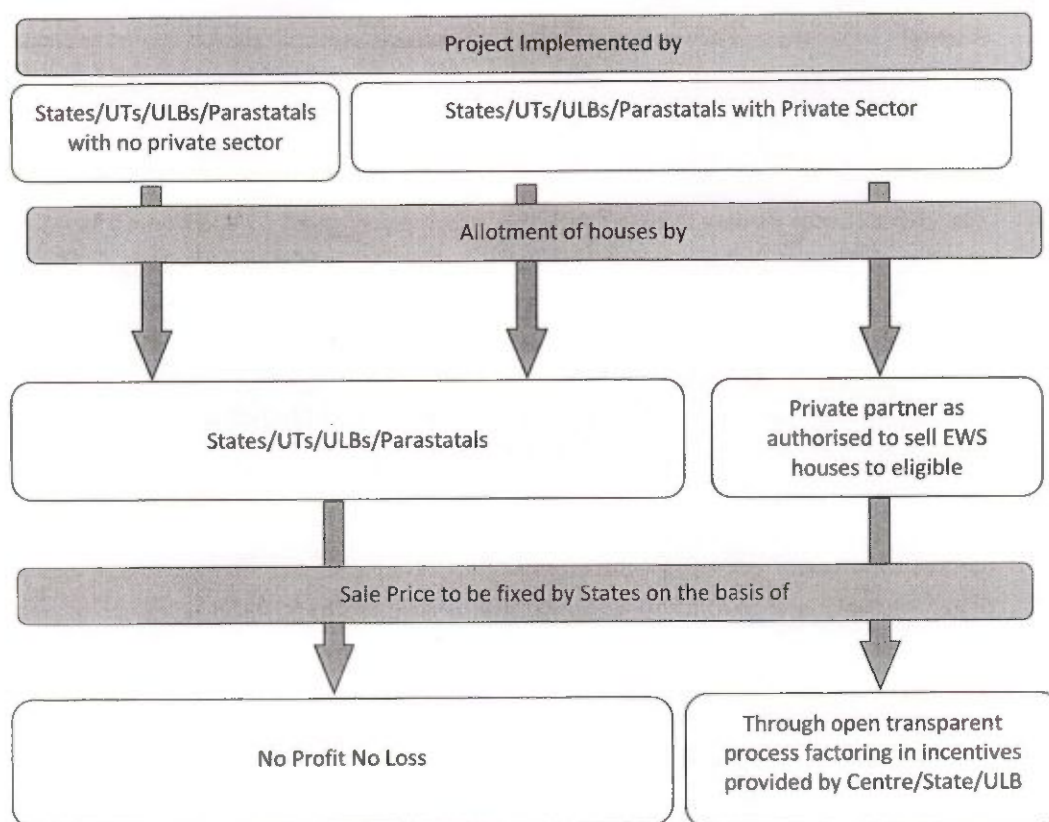 Project Implemented by
States/UTs/ULBs/Parastatals
with no private sector
States/UTs/ULBs/Parastatals with Private Sector
Allotment of houses by
States/UTs/ULBs/Parastatals
Private partner as
authorised to sell EWS
houses to eligible
Sale Price to be fixed by States on the basis of
No Profit No Loss
Through open transparent
process factoring in incentives
provided by Centre/State/ULB